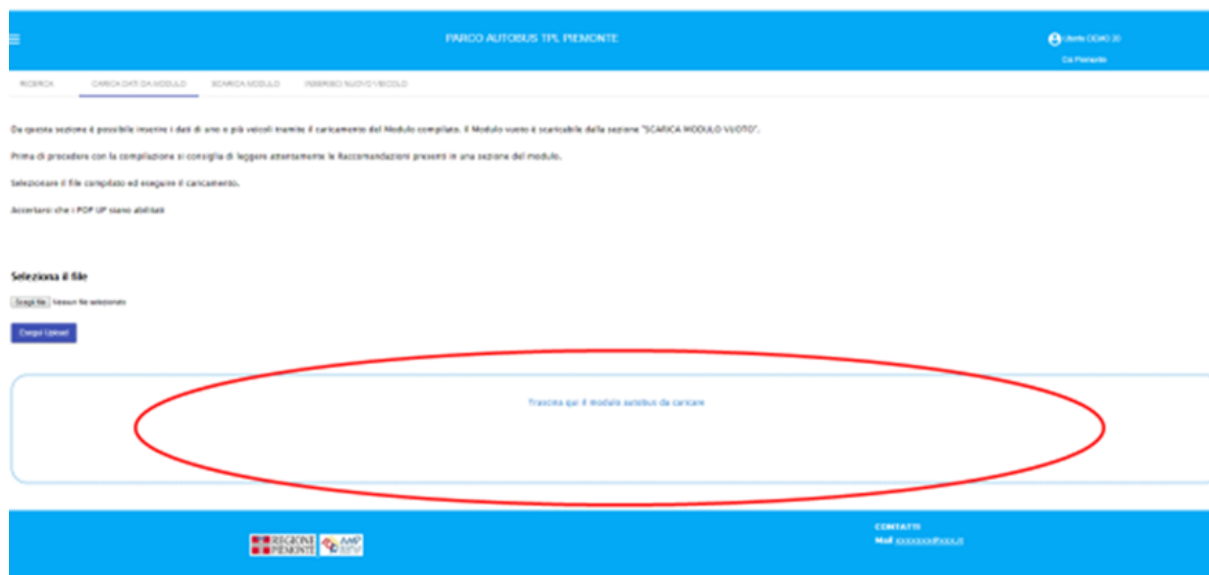 PARCO AUTOBUS TPL PIEMONTE
Utente DEMO 20
CSI Piemonte
RICERCA CARICA DATI DA MODULO SCARICA MODULO INSERISCI NUOVO VEICOLO
Da questa sezione è possibile inserire i dati di uno o più veicoli tramite il caricamento del Modulo compilato. Il Modulo vuoto è scaricabile dalla sezione "SCARICA MODULO VUOTO".
Prima di procedere con la compilazione si consiglia di leggere attentamente le Raccomandazioni presenti in una sezione del modulo.
Selezionare il file compilato ed eseguire il caricamento.
Accertarsi che i POP UP siano abilitati
Seleziona il file
Scegli file Nessun file selezionato
Esegui Upload
Trascina qui il modulo autobus da caricare
REGIONE
PIEMONTE
AMP
CONTATTI
Mail